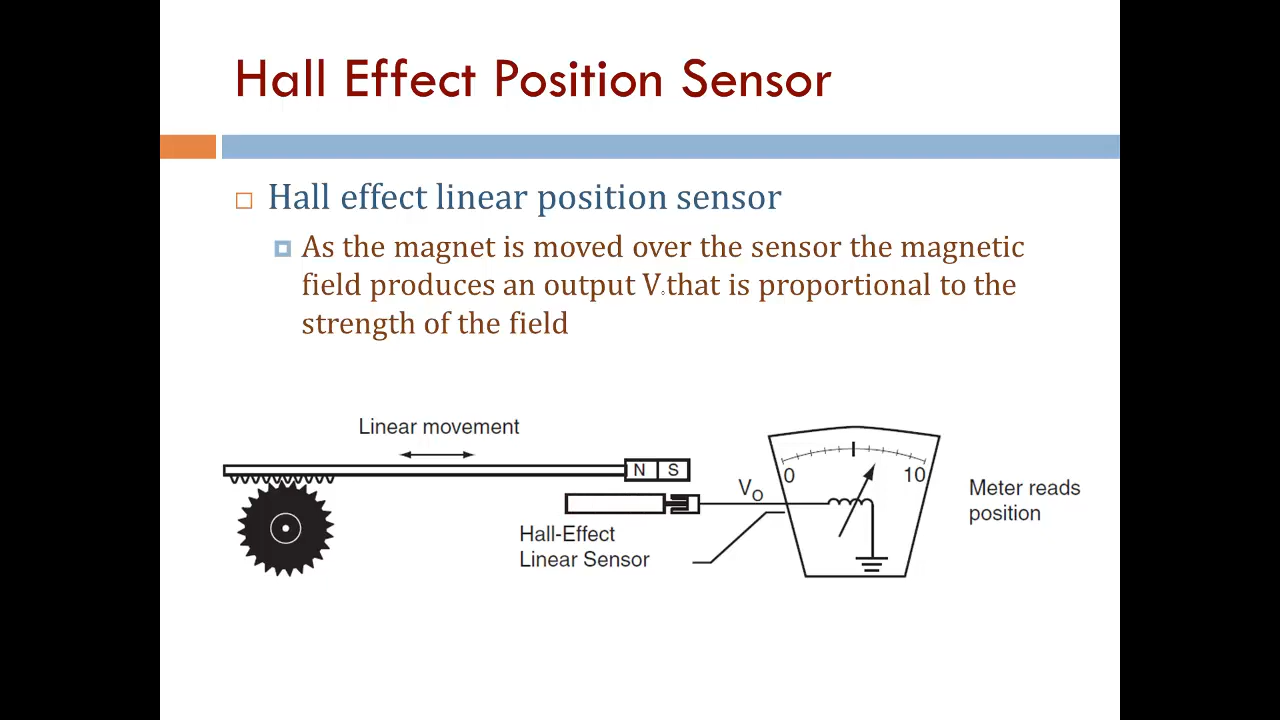 Hall Effect Position Sensor
Hall effect linear position sensor
As the magnet is moved over the sensor the magnetic
field produces an output V that is proportional to the
strength of the field
Linear movement
N S
0 10
V_O
Meter reads
position
Hall-Effect
Linear Sensor